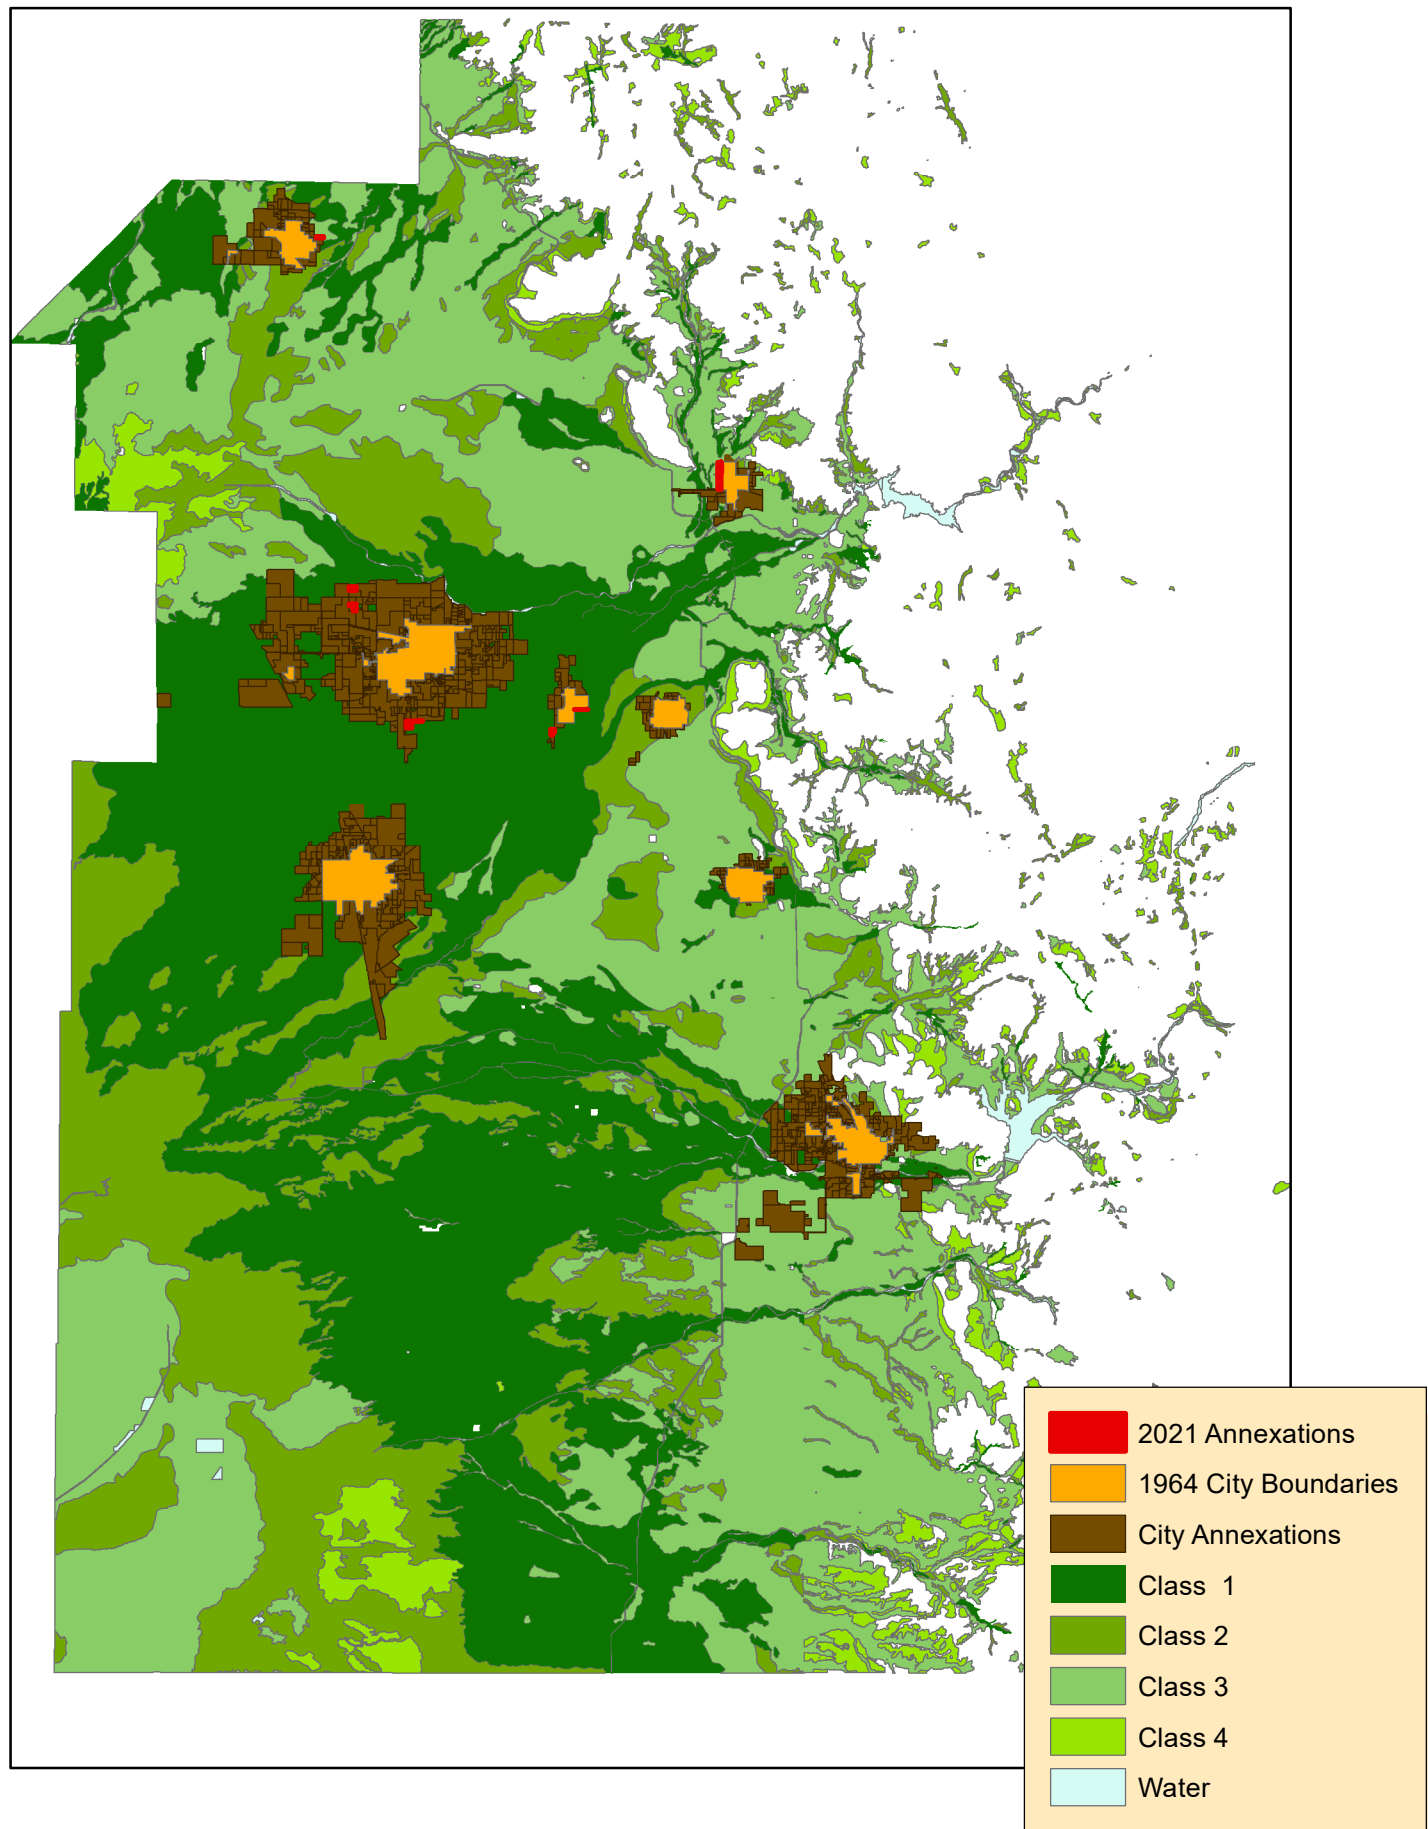 2021 Annexations
1964 City Boundaries
City Annexations
Class  1
Class 2
Class 3
Class 4
Water